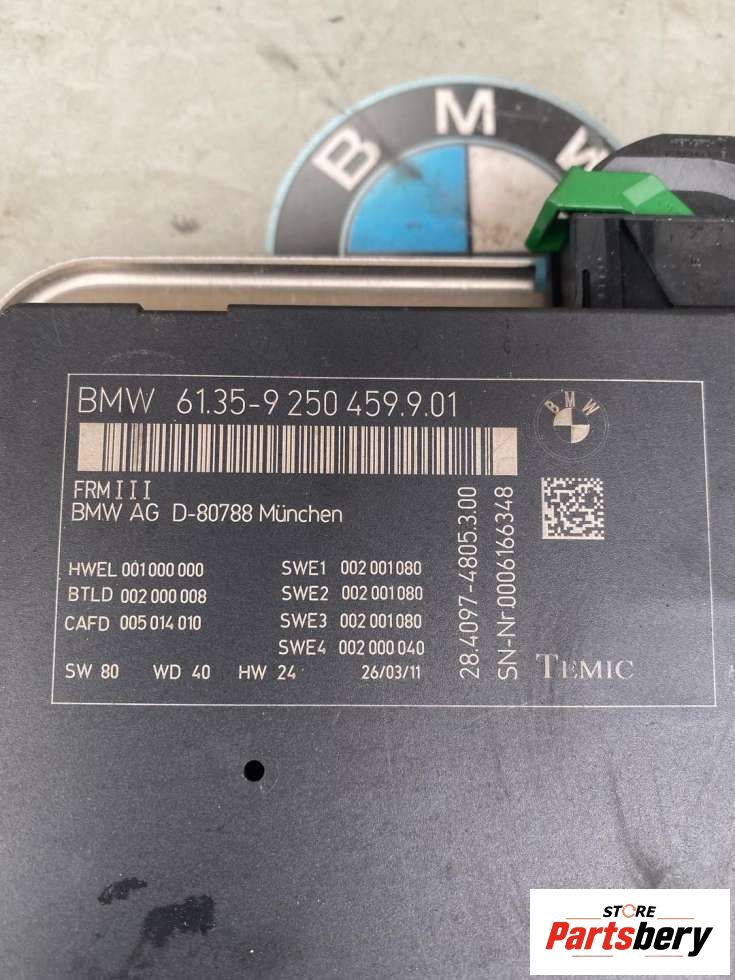 BMW
BMW 61.35-9 250 459.9.01
BMW
FRMIII
BMW AG D-80788 München
HWEL 001 000 000
BTLD 002 000 008
CAFD 005 014 010
SWE1 002 001 080
SWE2 002 001 080
SWE3 002 001 080
SWE4 002 000 040
SW 80 WD 40 HW 24 26/03/11
28.4097-4805.3.00
SN-Nr.0006166348
TEMIC
STORE
Partsbery